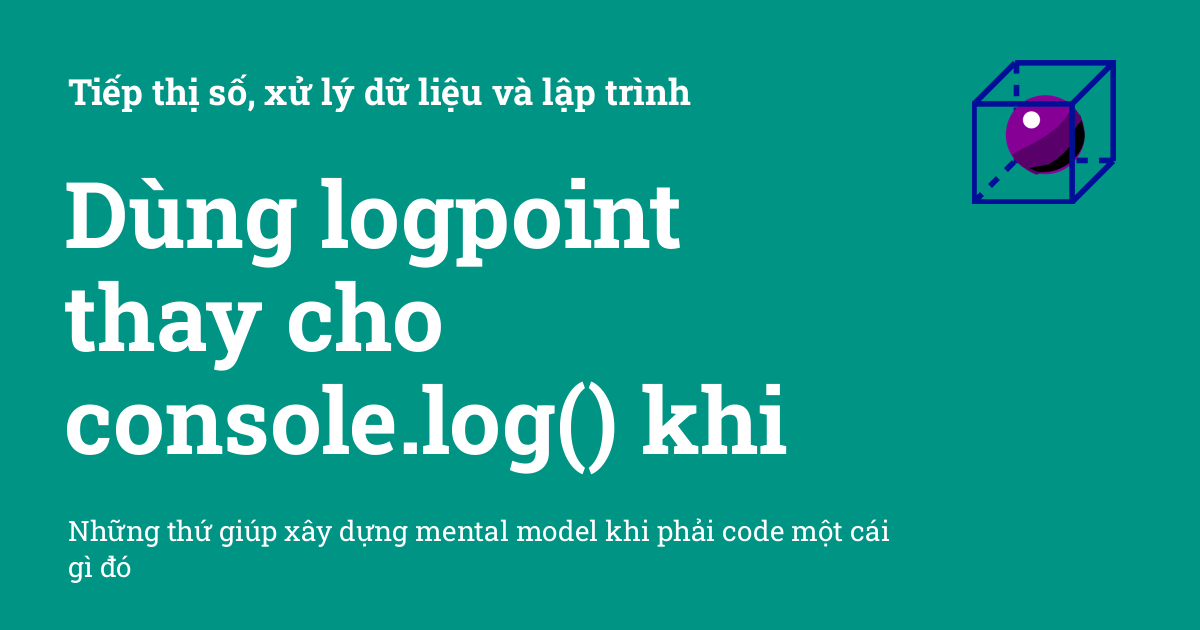 Tiếp thị số, xử lý dữ liệu và lập trình
Dùng logpoint
thay cho
console.log() khi
Những thứ giúp xây dựng mental model khi phải code một cái
gì đó